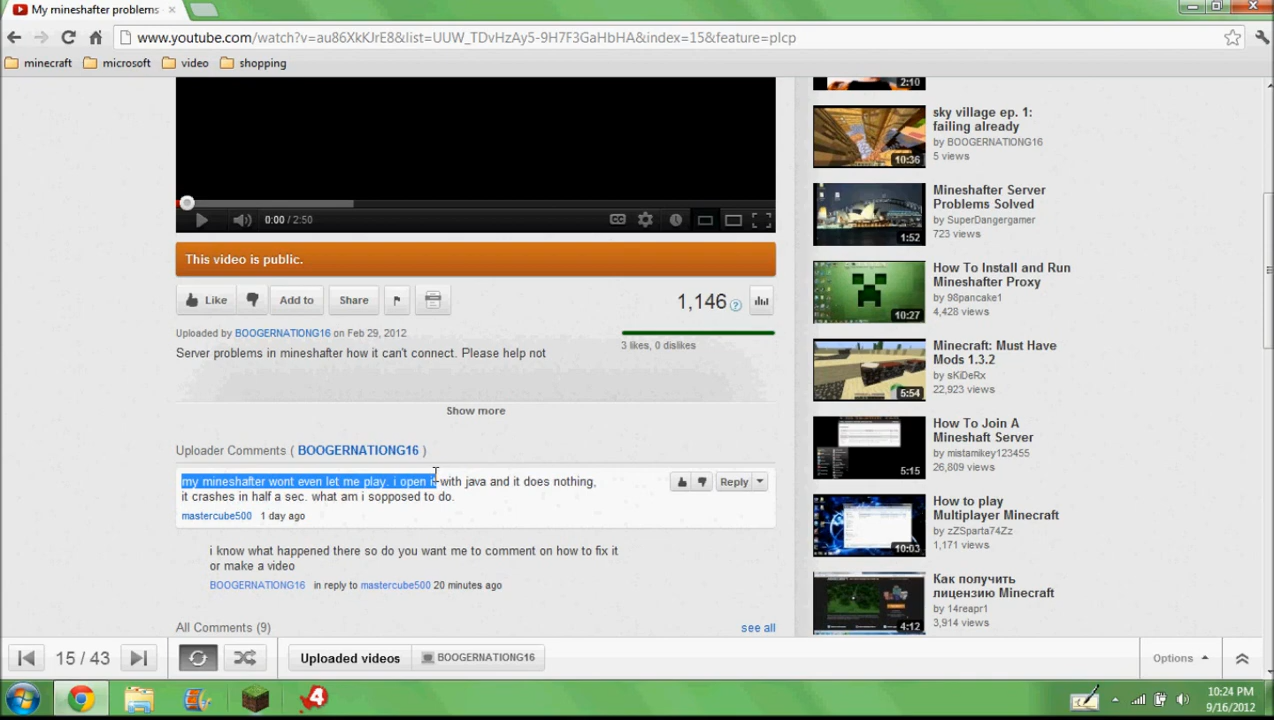 My mineshafter problems
www.youtube.com/watch?v=au86XkKJrE8&list=UUW_TDvHzAy5-9H7F3GaHbHA&index=15&feature=plcp
minecraft microsoft video shopping
0:00 / 2:50
CC
This video is public.
Like Add to Share 1,146 ?
Uploaded by BOOGERNATIONG16 on Feb 29, 2012
3 likes, 0 dislikes
Server problems in mineshafter how it can't connect. Please help not
Show more
Uploader Comments ( BOOGERNATIONG16 )
my mineshafter wont even let me play. i open it with java and it does nothing,
it crashes in half a sec. what am i sopposed to do.
mastercube500 1 day ago
Reply
i know what happened there so do you want me to comment on how to fix it
or make a video
BOOGERNATIONG16 in reply to mastercube500 20 minutes ago
All Comments (9) see all
2:10
sky village ep. 1:
failing already
by BOOGERNATIONG16
5 views
10:36
Mineshafter Server
Problems Solved
by SuperDangergamer
723 views
1:52
How To Install and Run
Mineshafter Proxy
by 98pancake1
4,428 views
10:27
Minecraft: Must Have
Mods 1.3.2
by sKiDeRx
22,923 views
5:54
How To Join A
Mineshaft Server
by mistamikey123455
26,809 views
5:15
How to play
Multiplayer Minecraft
by zZSparta74Zz
1,171 views
10:03
Как получить
лицензию Minecraft
by 14reapr1
3,914 views
4:12
15 / 43 Uploaded videos BOOGERNATIONG16 Options
4
10:24 PM
9/16/2012